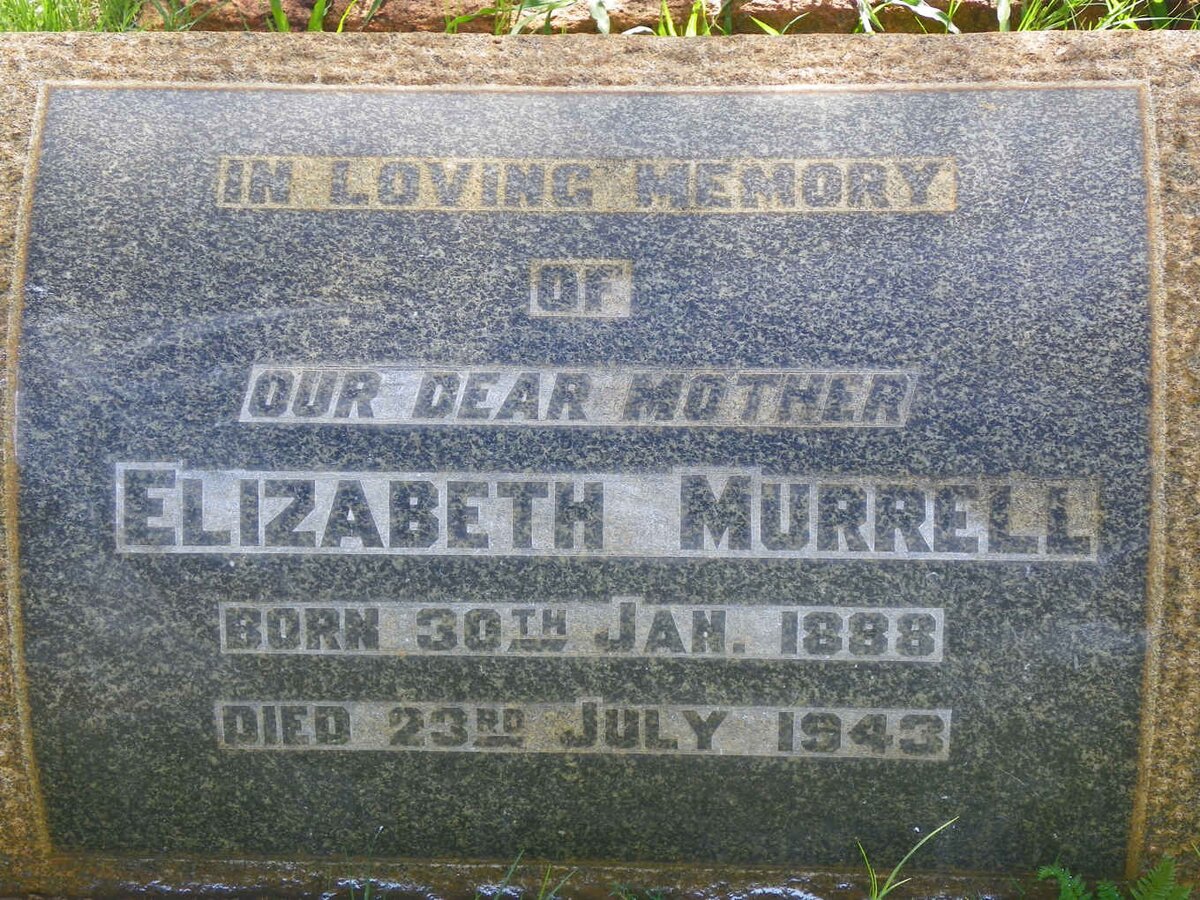 IN LOVING MEMORY
OF
OUR DEAR MOTHER
ELIZABETH MURRELL
BORN 30TH JAN. 1888
DIED 23RD JULY 1943